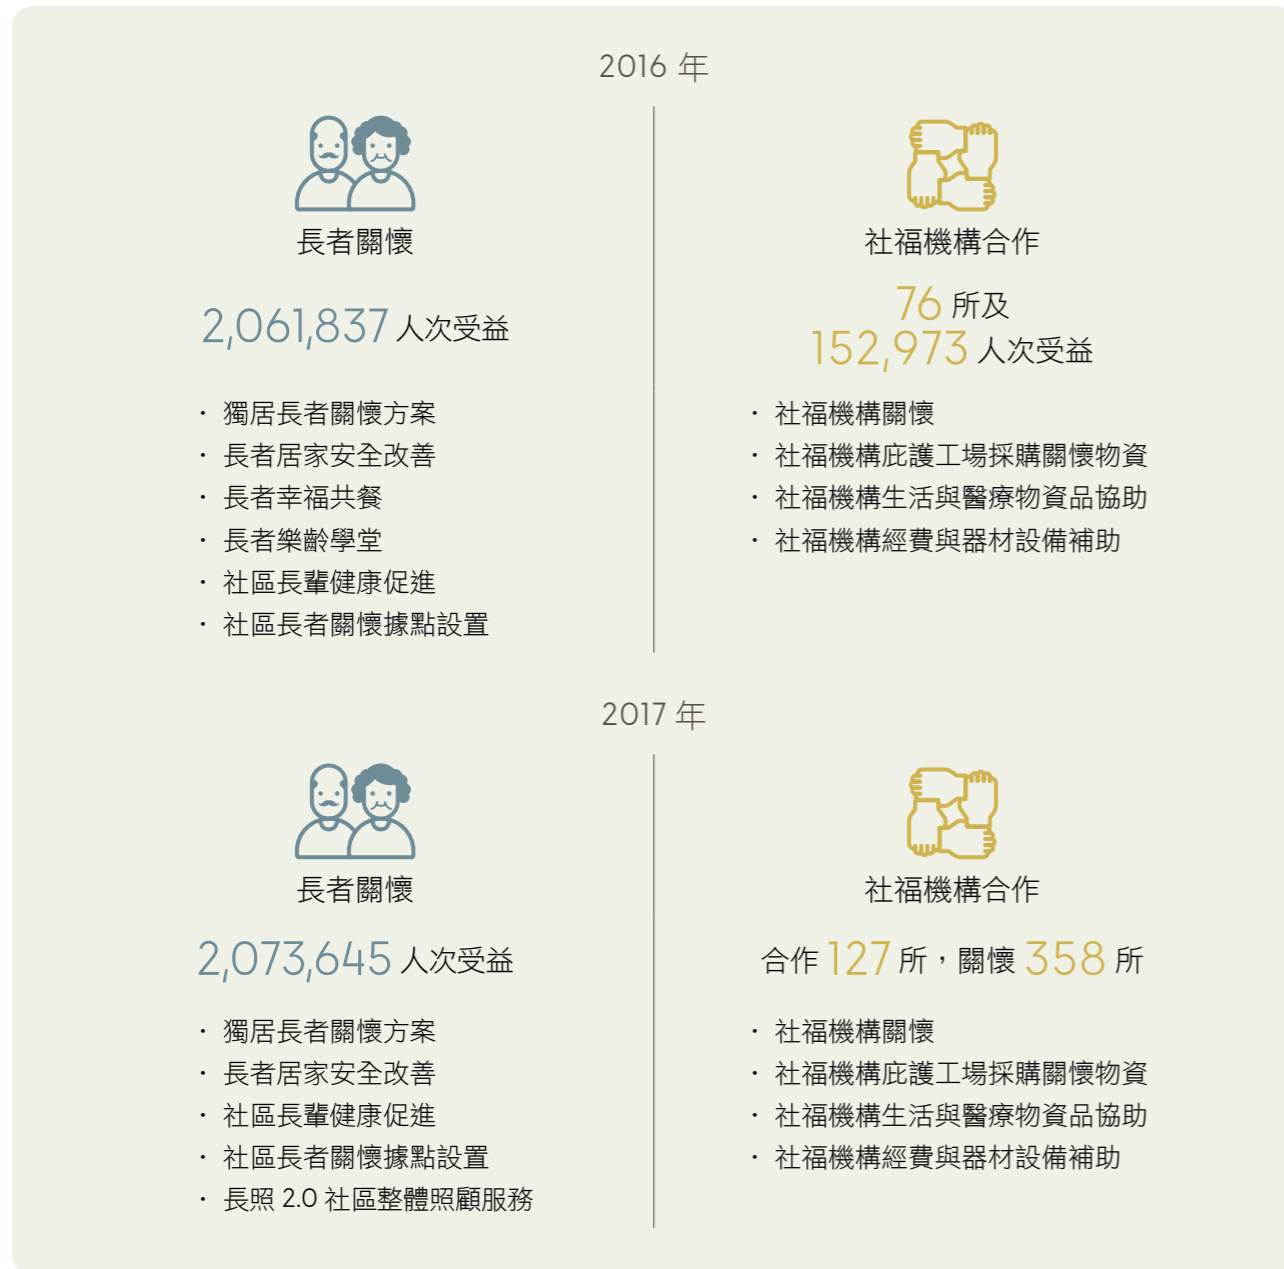 2016 年
長者關懷
2,061,837 人次受益
· 獨居長者關懷方案
· 長者居家安全改善
· 長者幸福共餐
· 長者樂齡學堂
· 社區長輩健康促進
· 社區長者關懷據點設置
社福機構合作
76 所及
152,973 人次受益
· 社福機構關懷
· 社福機構庇護工場採購關懷物資
· 社福機構生活與醫療物資品協助
· 社福機構經費與器材設備補助
2017 年
長者關懷
2,073,645 人次受益
· 獨居長者關懷方案
· 長者居家安全改善
· 社區長輩健康促進
· 社區長者關懷據點設置
· 長照 2.0 社區整體照顧服務
社福機構合作
合作 127 所，關懷 358 所
· 社福機構關懷
· 社福機構庇護工場採購關懷物資
· 社福機構生活與醫療物資品協助
· 社福機構經費與器材設備補助